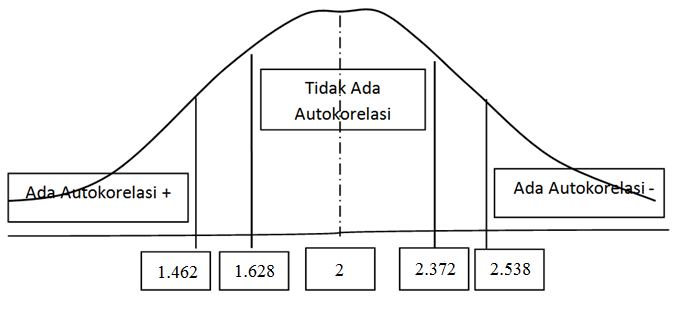 Tidak Ada
Autokorelasi
Ada Autokorelasi +
Ada Autokorelasi -
1.462
1.628
2
2.372
2.538